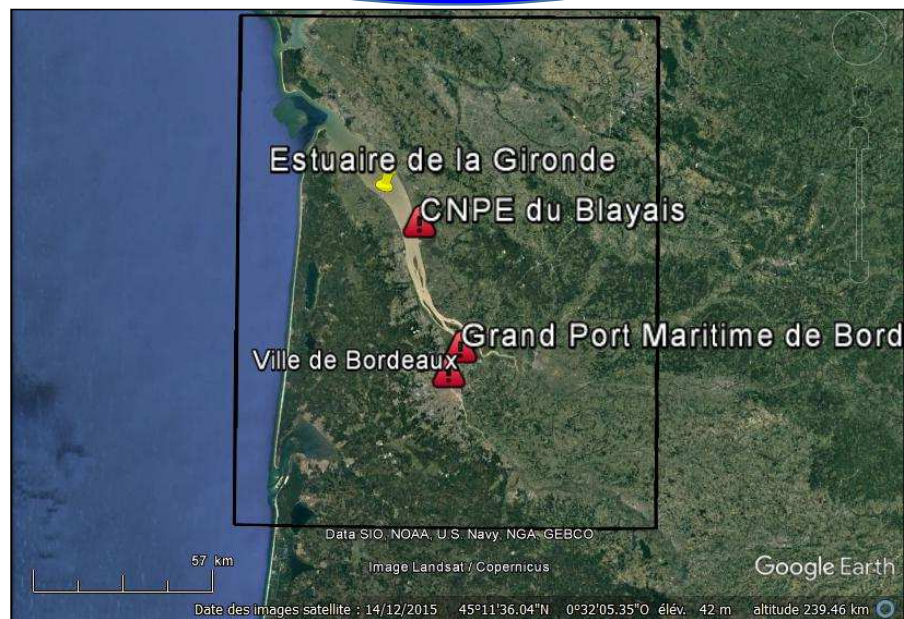 Estuaire de la Gironde
CNPE du Blayais
Grand Port Maritime de Bord
Ville de Bordeaux
Data SIO, NOAA, U.S. Navy, NGA, GEBCO
57 km
Image Landsat / Copernicus
Google Earth
Date des images satellite : 14/12/2015 45°11'36.04"N 0°32'05.35"O élév. 42 m altitude 239.46 km